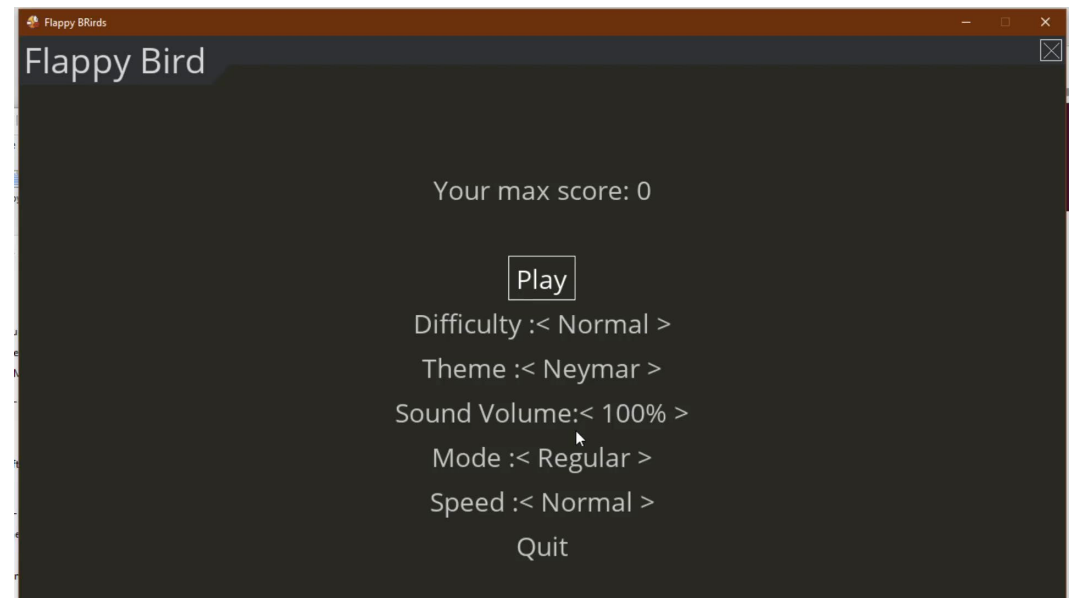 Flappy BRirds
Flappy Bird
Your max score: 0
Play
Difficulty :< Normal >
Theme :< Neymar >
Sound Volume:< 100% >
Mode :< Regular >
Speed :< Normal >
Quit